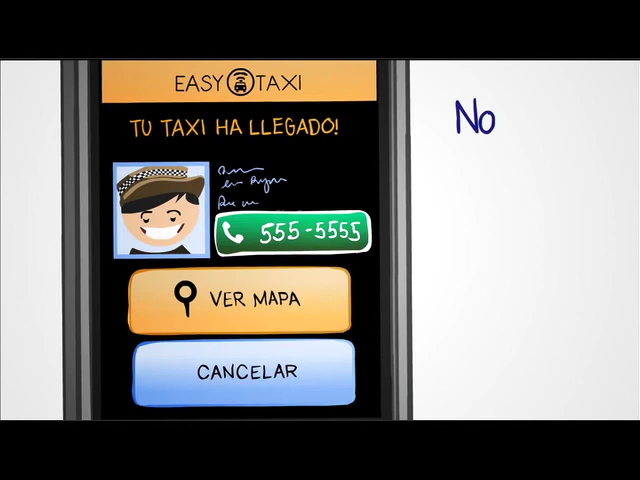 EASY TAXI
TU TAXI HA LLEGADO!
555-5555
VER MAPA
CANCELAR
No